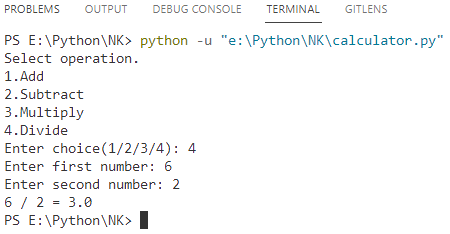 PROBLEMS OUTPUT DEBUG CONSOLE TERMINAL GITLENS
PS E:\Python\NK> python -u "e:\Python\NK\calculator.py"
Select operation.
1.Add
2.Subtract
3.Multiply
4.Divide
Enter choice(1/2/3/4): 4
Enter first number: 6
Enter second number: 2
6 / 2 = 3.0
PS E:\Python\NK>